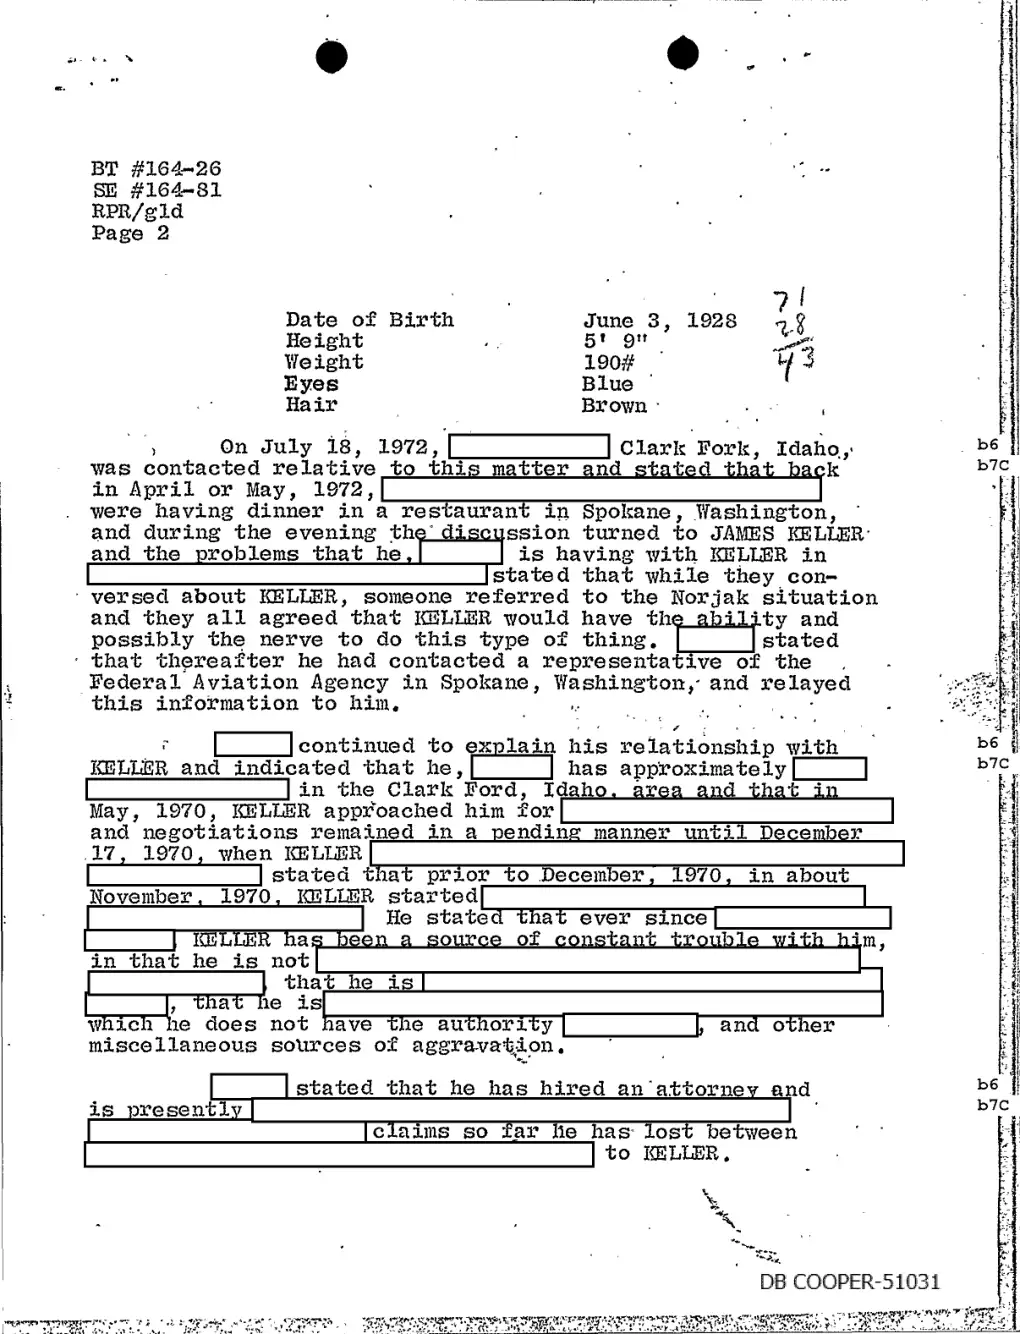 BT #164-26
SE #164-81
RPR/gld
Page 2
Date of Birth June 3, 1928
Height 5' 9"
Weight 190#
Eyes Blue
Hair Brown
71
28
43
On July 18, 1972, Clark Fork, Idaho,
was contacted relative to this matter and stated that back
in April or May, 1972,
were having dinner in a restaurant in Spokane, Washington,
and during the evening the discussion turned to JAMES KELLER
and the problems that he, is having with KELLER in
stated that while they con-
versed about KELLER, someone referred to the Norjak situation
and they all agreed that KELLER would have the ability and
possibly the nerve to do this type of thing. stated
that thereafter he had contacted a representative of the
Federal Aviation Agency in Spokane, Washington, and relayed
this information to him.
b6
b7C
continued to explain his relationship with
KELLER and indicated that he, has approximately
in the Clark Ford, Idaho, area and that in
May, 1970, KELLER approached him for
and negotiations remained in a pending manner until December
17, 1970, when KELLER
stated that prior to December, 1970, in about
November, 1970, KELLER started
He stated that ever since
, KELLER has been a source of constant trouble with him,
in that he is not
, that he is
, that he is
which he does not have the authority , and other
miscellaneous sources of aggravation.
b6
b7C
stated that he has hired an attorney and
is presently
claims so far he has lost between
to KELLER.
b6
b7C
DB COOPER-51031